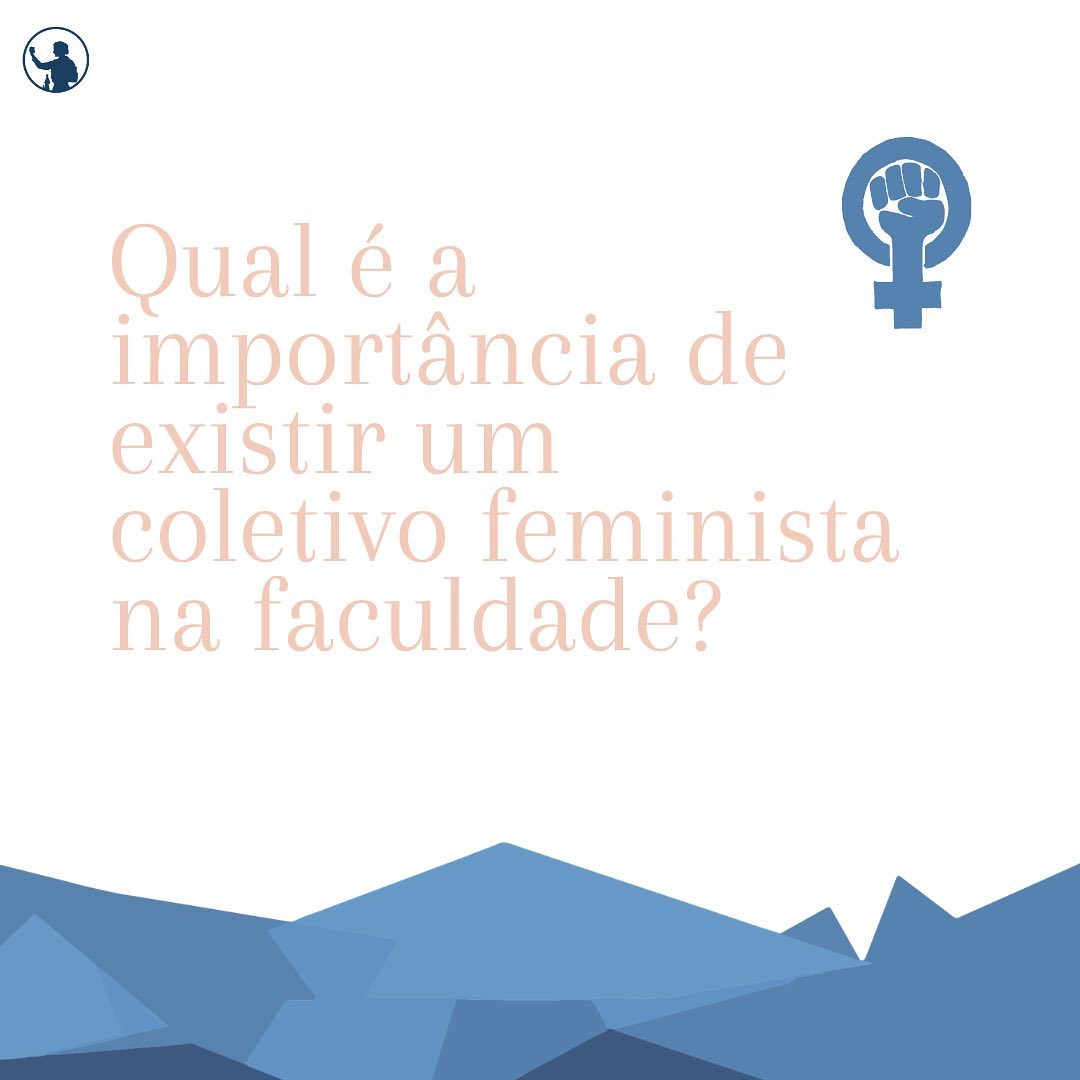 Qual é a
importância de
existir um
coletivo feminista
na faculdade?